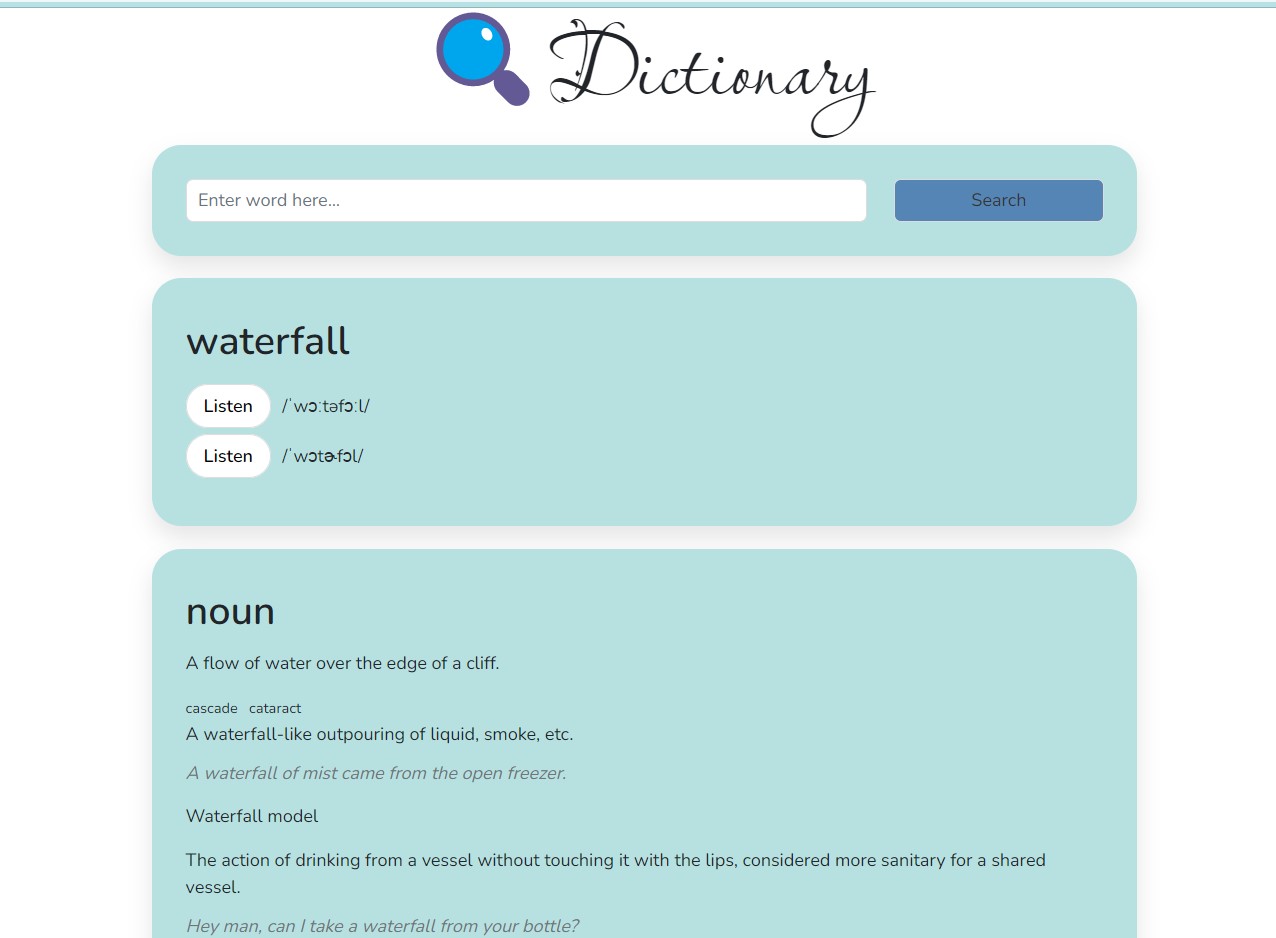 Dictionary
Enter word here...
Search
waterfall
Listen /ˈwɔːtəfɔːl/
Listen /ˈwɔtɚfɔl/
noun
A flow of water over the edge of a cliff.
cascade cataract
A waterfall-like outpouring of liquid, smoke, etc.
A waterfall of mist came from the open freezer.
Waterfall model
The action of drinking from a vessel without touching it with the lips, considered more sanitary for a shared
vessel.
Hey man, can I take a waterfall from your bottle?